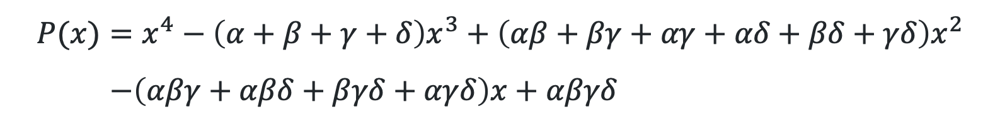 P(x) = x⁴ − (α + β + γ + δ)x³ + (αβ + βγ + αγ + αδ + βδ + γδ)x²
−(αβγ + αβδ + βγδ + αγδ)x + αβγδ